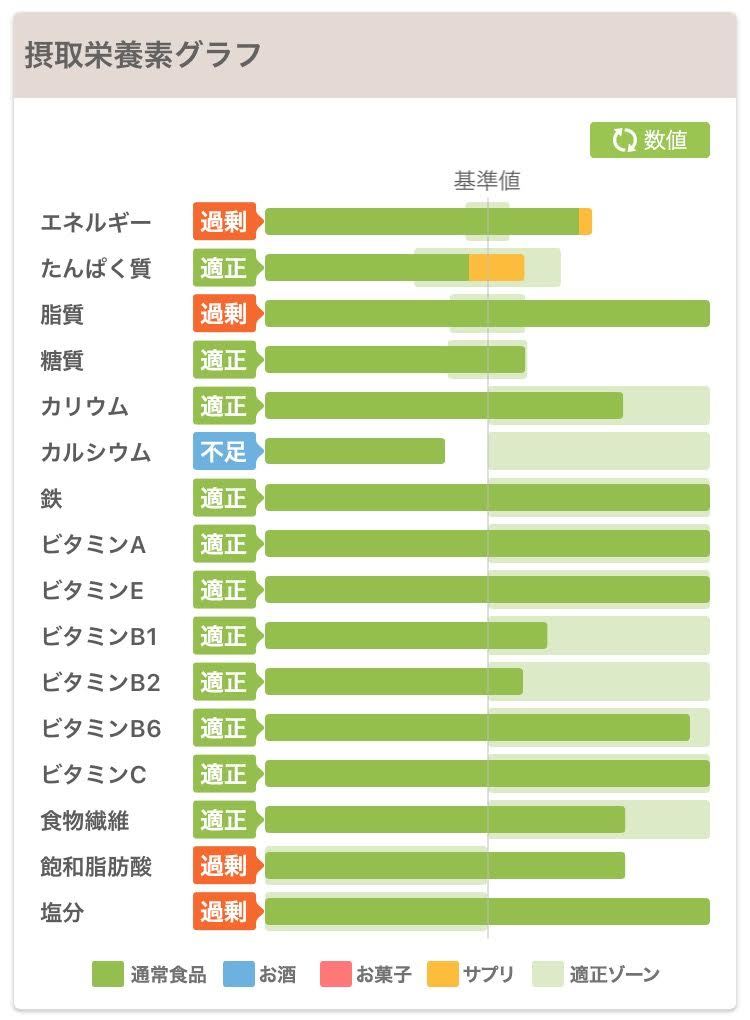 摂取栄養素グラフ
数値
基準値
エネルギー 過剰
たんぱく質 適正
脂質 過剰
糖質 適正
カリウム 適正
カルシウム 不足
鉄 適正
ビタミンA 適正
ビタミンE 適正
ビタミンB1 適正
ビタミンB2 適正
ビタミンB6 適正
ビタミンC 適正
食物繊維 適正
飽和脂肪酸 過剰
塩分 過剰
通常食品 お酒 お菓子 サプリ 適正ゾーン